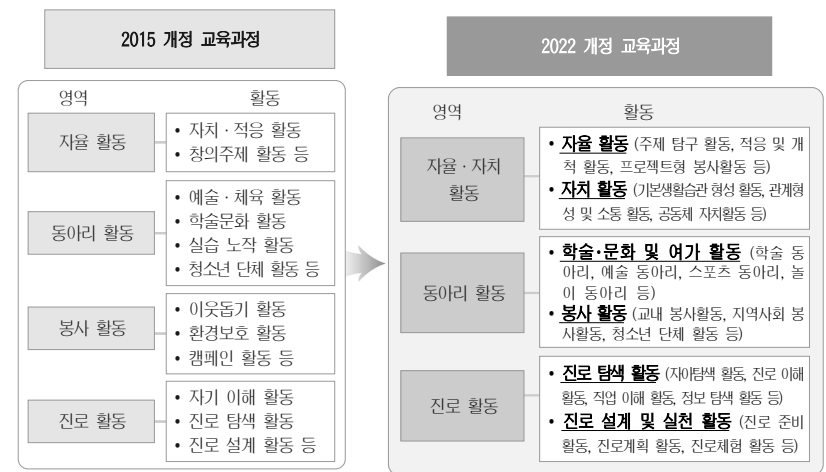 2015 개정 교육과정
영역
활동
자율 활동
• 자치·적응 활동
• 창의주제 활동 등
동아리 활동
• 예술·체육 활동
• 학술문화 활동
• 실습 노작 활동
• 청소년 단체 활동 등
봉사 활동
• 이웃돕기 활동
• 환경보호 활동
• 캠페인 활동 등
진로 활동
• 자기 이해 활동
• 진로 탐색 활동
• 진로 설계 활동 등
2022 개정 교육과정
영역
활동
자율·자치
활동
• 자율 활동 (주제 탐구 활동, 적응 및 개
척 활동, 프로젝트형 봉사활동 등)
• 자치 활동 (기본생활습관 형성 활동, 관계형
성 및 소통 활동, 공동체 자치활동 등)
동아리 활동
• 학술·문화 및 여가 활동 (학술 동
아리, 예술 동아리, 스포츠 동아리, 놀
이 동아리 등)
• 봉사 활동 (교내 봉사활동, 지역사회 봉
사활동, 청소년 단체 활동 등)
진로 활동
• 진로 탐색 활동 (자아탐색 활동, 진로 이해
활동, 직업 이해 활동, 정보 탐색 활동 등)
• 진로 설계 및 실천 활동 (진로 준비
활동, 진로계획 활동, 진로체험 활동 등)